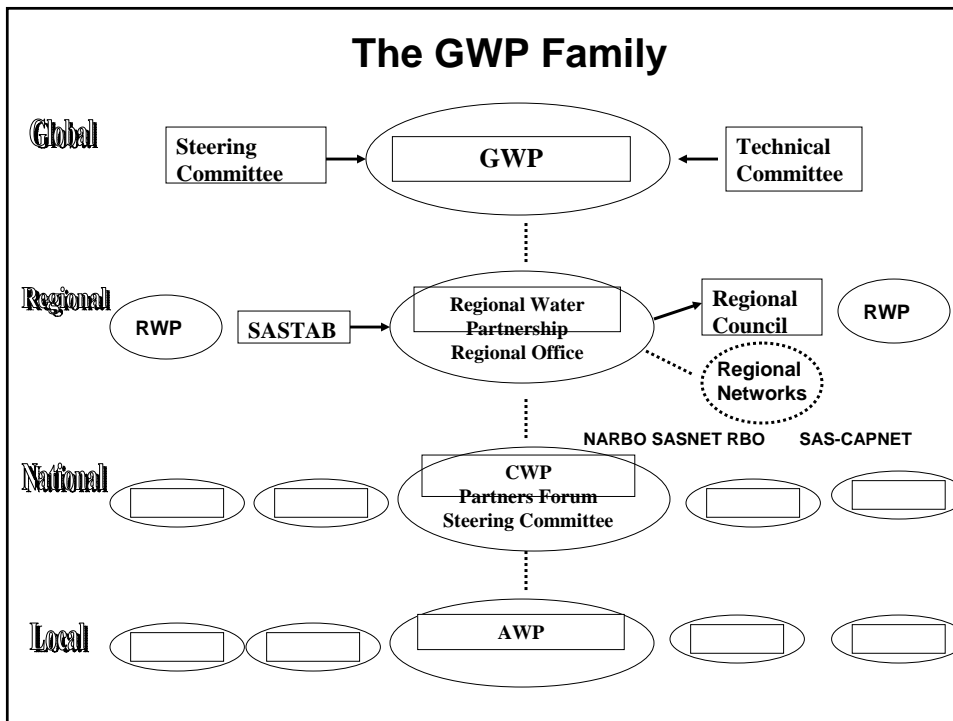 The GWP Family
Global
Steering
Committee
GWP
Technical
Committee
Regional
RWP
SASTAB
Regional Water
Partnership
Regional Office
Regional
Council
RWP
Regional
Networks
NARBO SASNET RBO SAS-CAPNET
National
CWP
Partners Forum
Steering Committee
Local
AWP